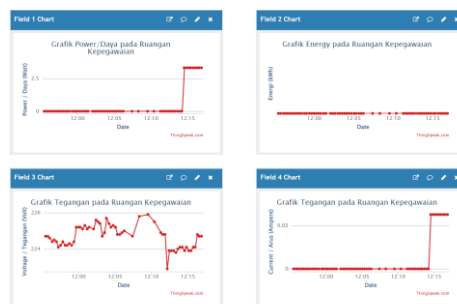 Field 1 Chart
Grafik Power/Daya pada Ruangan
Kepegawaian
Power / Daya (Watt)
2.5
0
12:00 12:05 12:10 12:15
Date
ThingSpeak.com
Field 2 Chart
Grafik Energy pada Ruangan Kepegawaian
Energi (kWh)
12:00 12:05 12:10 12:15
Date
ThingSpeak.com
Field 3 Chart
Grafik Tegangan pada Ruangan Kepegawaian
Voltage / Tegangan (Volt)
226
224
12:00 12:05 12:10 12:15
Date
ThingSpeak.com
Field 4 Chart
Grafik Tegangan pada Ruangan Kepegawaian
Current / Arus (Ampere)
0.02
0
12:00 12:05 12:10 12:15
Date
ThingSpeak.com